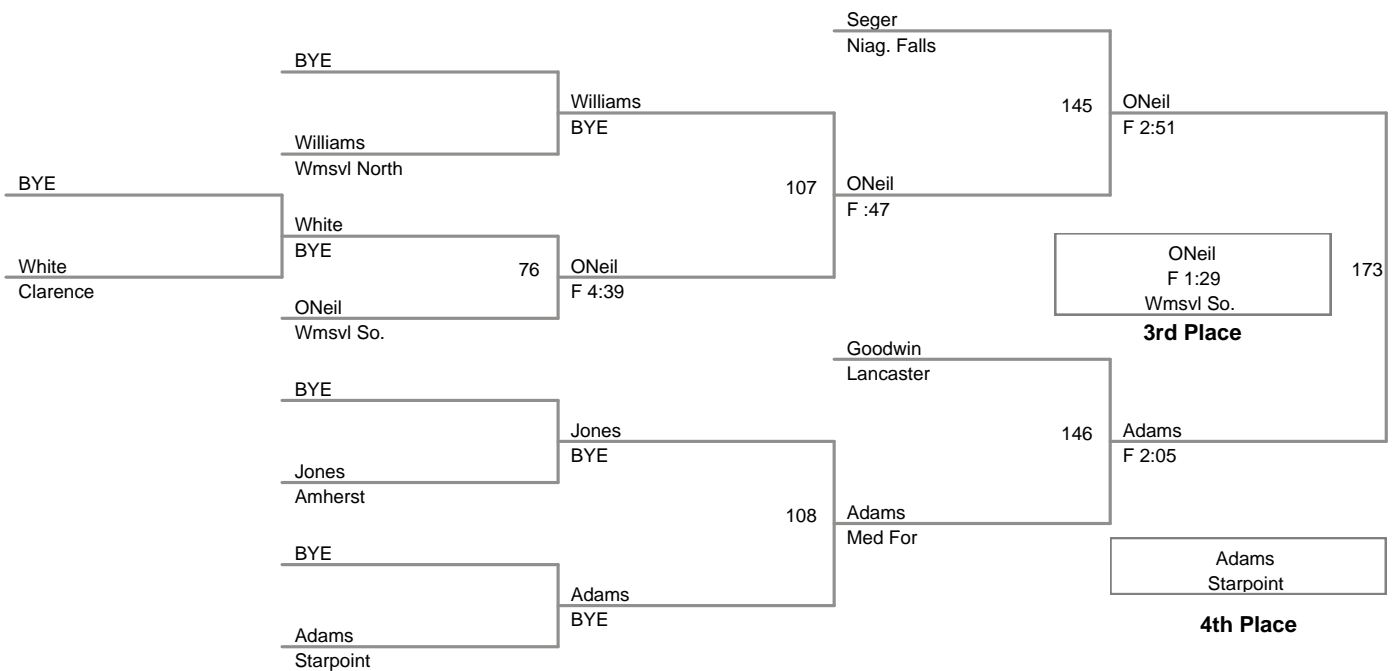 Seger
Niag. Falls
BYE
Williams
BYE
145
ONeil
F 2:51
Williams
Wmsvl North
BYE
107
ONeil
F :47
White
BYE
White
Clarence
76
ONeil
F 4:39
ONeil
F 1:29
Wmsvl So.
173
ONeil
Wmsvl So.
3rd Place
Goodwin
Lancaster
BYE
Jones
BYE
146
Adams
F 2:05
Jones
Amherst
108
Adams
Med For
BYE
Adams
Starpoint
Adams
BYE
4th Place
Adams
Starpoint